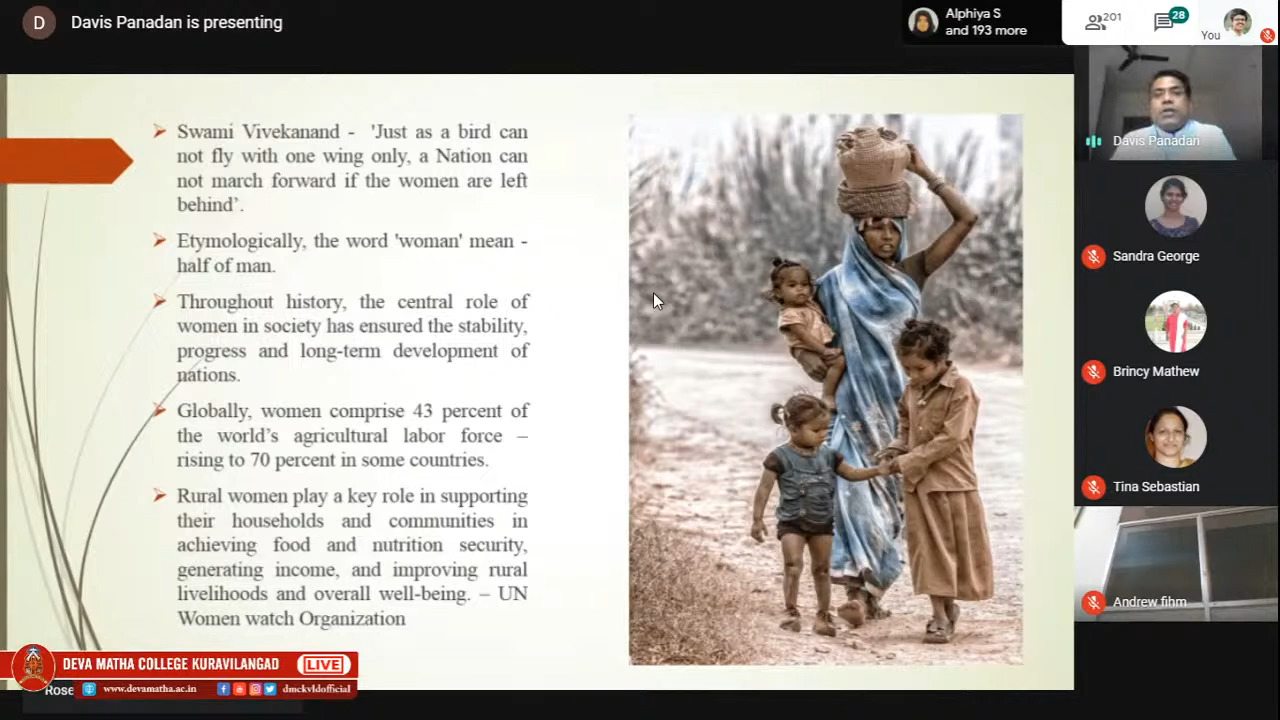 D
Davis Panadan is presenting
Alphiya S
and 193 more
201
28
You
Swami Vivekanand - 'Just as a bird can
not fly with one wing only, a Nation can
not march forward if the women are left
behind'.
Etymologically, the word 'woman' mean -
half of man.
Throughout history, the central role of
women in society has ensured the stability,
progress and long-term development of
nations.
Globally, women comprise 43 percent of
the world's agricultural labor force –
rising to 70 percent in some countries.
Rural women play a key role in supporting
their households and communities in
achieving food and nutrition security,
generating income, and improving rural
livelihoods and overall well-being. – UN
Women watch Organization
Davis Panadan
Sandra George
Brincy Mathew
Tina Sebastian
Andrew fihm
DEVA MATHA COLLEGE KURAVILANGAD LIVE
Rose
www.devamatha.ac.in dmckvldofficial